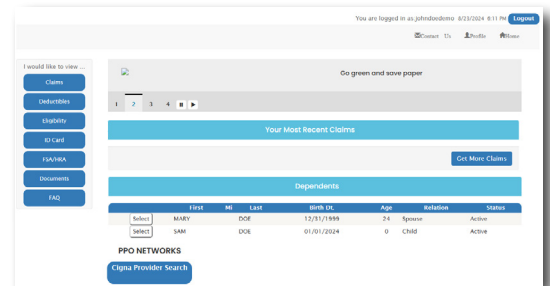 You are logged in as johndoedemo 8/23/2024 6:11 PM Logout
Contact Us Profile Home
I would like to view ...
Claims
Deductibles
Eligibility
ID Card
FSA/HRA
Documents
FAQ
Go green and save paper
1 2 3 4
Your Most Recent Claims
Get More Claims
Dependents
First Mi Last Birth Dt. Age Relation Status
Select MARY DOE 12/31/1999 24 Spouse Active
Select SAM DOE 01/01/2024 0 Child Active
PPO NETWORKS
Cigna Provider Search